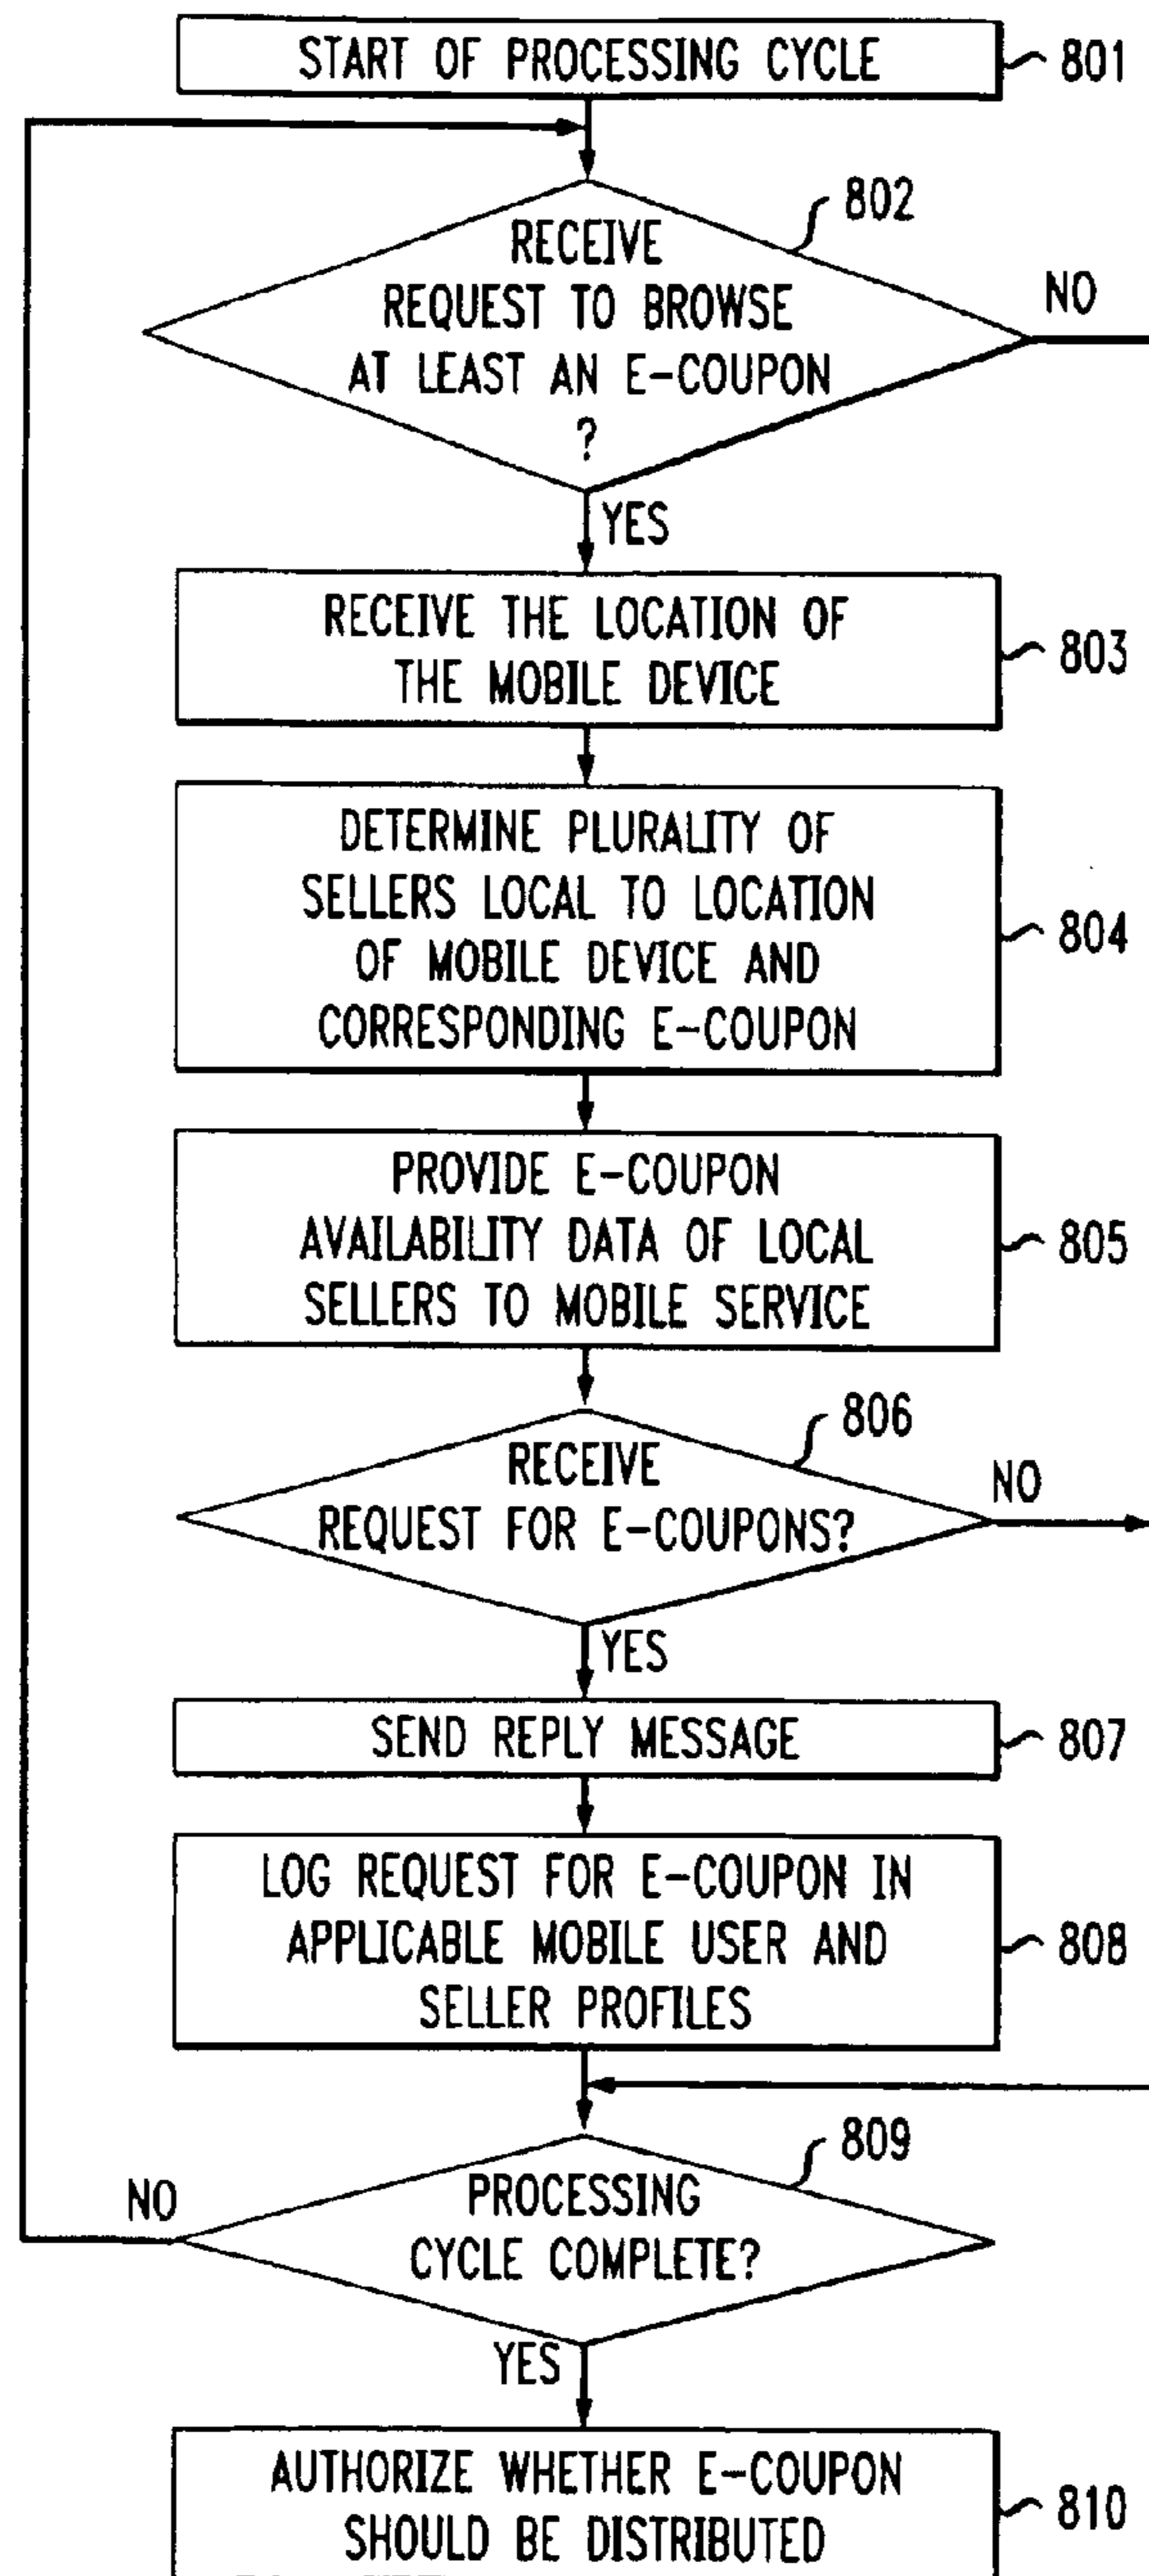 START OF PROCESSING CYCLE
801
802
RECEIVE
REQUEST TO BROWSE
AT LEAST AN E-COUPON
?
NO
YES
RECEIVE THE LOCATION OF
THE MOBILE DEVICE
803
DETERMINE PLURALITY OF
SELLERS LOCAL TO LOCATION
OF MOBILE DEVICE AND
CORRESPONDING E-COUPON
804
PROVIDE E-COUPON
AVAILABILITY DATA OF LOCAL
SELLERS TO MOBILE SERVICE
805
806
RECEIVE
REQUEST FOR E-COUPONS?
NO
YES
SEND REPLY MESSAGE
807
LOG REQUEST FOR E-COUPON IN
APPLICABLE MOBILE USER AND
SELLER PROFILES
808
809
PROCESSING
CYCLE COMPLETE?
NO
YES
AUTHORIZE WHETHER E-COUPON
SHOULD BE DISTRIBUTED
810